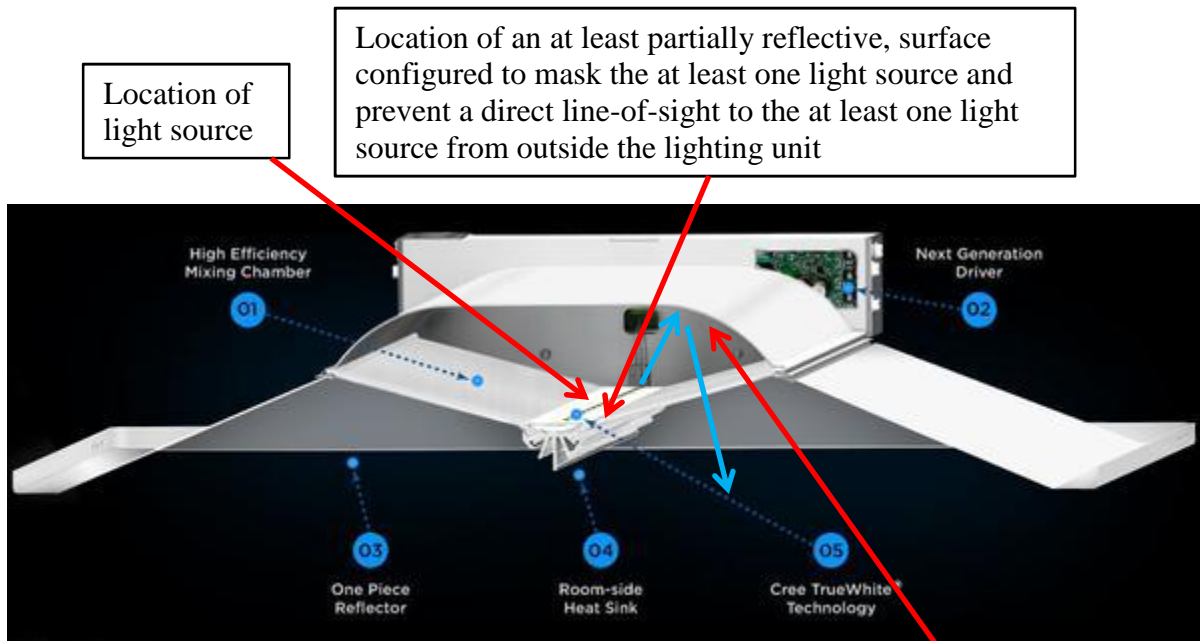 Location of
light source
Location of an at least partially reflective, surface
configured to mask the at least one light source and
prevent a direct line-of-sight to the at least one light
source from outside the lighting unit
High Efficiency
Mixing Chamber
01
Next Generation
Driver
02
03
One Piece
Reflector
04
Room-side
Heat Sink
05
Cree TrueWhite®
Technology